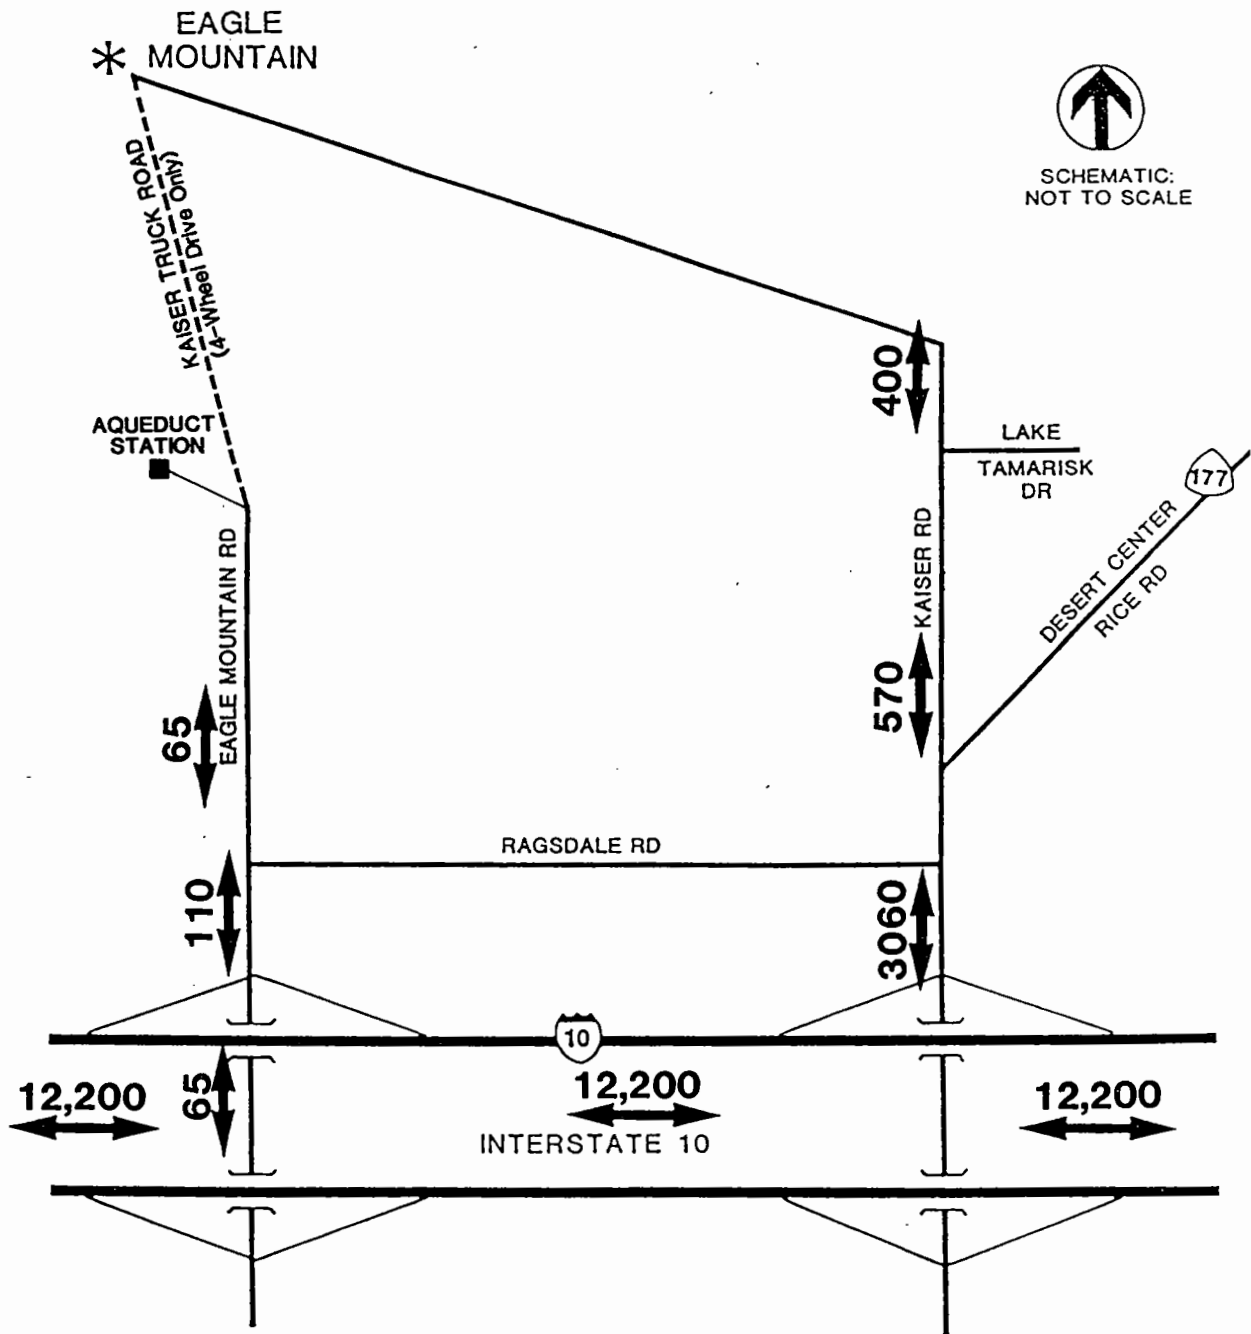 EAGLE
MOUNTAIN
SCHEMATIC:
NOT TO SCALE
KAISER TRUCK ROAD
(4-Wheel Drive Only)
400
AQUEDUCT
STATION
LAKE
TAMARISK
DR
177
KAISER RD
DESERT CENTER
RICE RD
EAGLE MOUNTAIN RD
65
570
RAGSDALE RD
110
3060
10
65
12,200
12,200
12,200
INTERSTATE 10